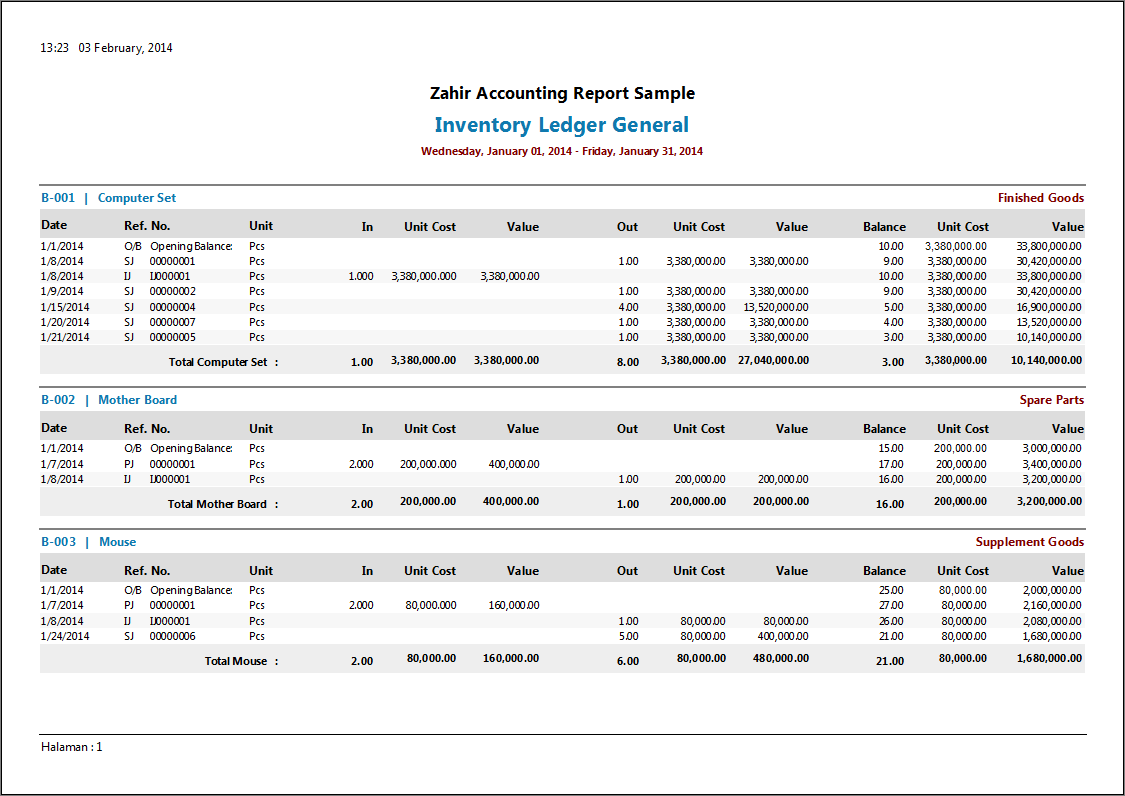 13:23 03 February, 2014
Zahir Accounting Report Sample
Inventory Ledger General
Wednesday, January 01, 2014 - Friday, January 31, 2014
B-001 | Computer Set Finished Goods
Date Ref. No. Unit In Unit Cost Value Out Unit Cost Value Balance Unit Cost Value
1/1/2014 O/B Opening Balance: Pcs 10.00 3,380,000.00 33,800,000.00
1/8/2014 SJ 00000001 Pcs 1.00 3,380,000.00 3,380,000.00 9.00 3,380,000.00 30,420,000.00
1/8/2014 IJ IJ000001 Pcs 1.000 3,380,000.000 3,380,000.00 10.00 3,380,000.00 33,800,000.00
1/9/2014 SJ 00000002 Pcs 1.00 3,380,000.00 3,380,000.00 9.00 3,380,000.00 30,420,000.00
1/15/2014 SJ 00000004 Pcs 4.00 3,380,000.00 13,520,000.00 5.00 3,380,000.00 16,900,000.00
1/20/2014 SJ 00000007 Pcs 1.00 3,380,000.00 3,380,000.00 4.00 3,380,000.00 13,520,000.00
1/21/2014 SJ 00000005 Pcs 1.00 3,380,000.00 3,380,000.00 3.00 3,380,000.00 10,140,000.00
Total Computer Set : 1.00 3,380,000.00 3,380,000.00 8.00 3,380,000.00 27,040,000.00 3.00 3,380,000.00 10,140,000.00
B-002 | Mother Board Spare Parts
Date Ref. No. Unit In Unit Cost Value Out Unit Cost Value Balance Unit Cost Value
1/1/2014 O/B Opening Balance: Pcs 15.00 200,000.00 3,000,000.00
1/7/2014 PJ 00000001 Pcs 2.000 200,000.000 400,000.00 17.00 200,000.00 3,400,000.00
1/8/2014 IJ IJ000001 Pcs 1.00 200,000.00 200,000.00 16.00 200,000.00 3,200,000.00
Total Mother Board : 2.00 200,000.00 400,000.00 1.00 200,000.00 200,000.00 16.00 200,000.00 3,200,000.00
B-003 | Mouse Supplement Goods
Date Ref. No. Unit In Unit Cost Value Out Unit Cost Value Balance Unit Cost Value
1/1/2014 O/B Opening Balance: Pcs 25.00 80,000.00 2,000,000.00
1/7/2014 PJ 00000001 Pcs 2.000 80,000.000 160,000.00 27.00 80,000.00 2,160,000.00
1/8/2014 IJ IJ000001 Pcs 1.00 80,000.00 80,000.00 26.00 80,000.00 2,080,000.00
1/24/2014 SJ 00000006 Pcs 5.00 80,000.00 400,000.00 21.00 80,000.00 1,680,000.00
Total Mouse : 2.00 80,000.00 160,000.00 6.00 80,000.00 480,000.00 21.00 80,000.00 1,680,000.00
Halaman : 1